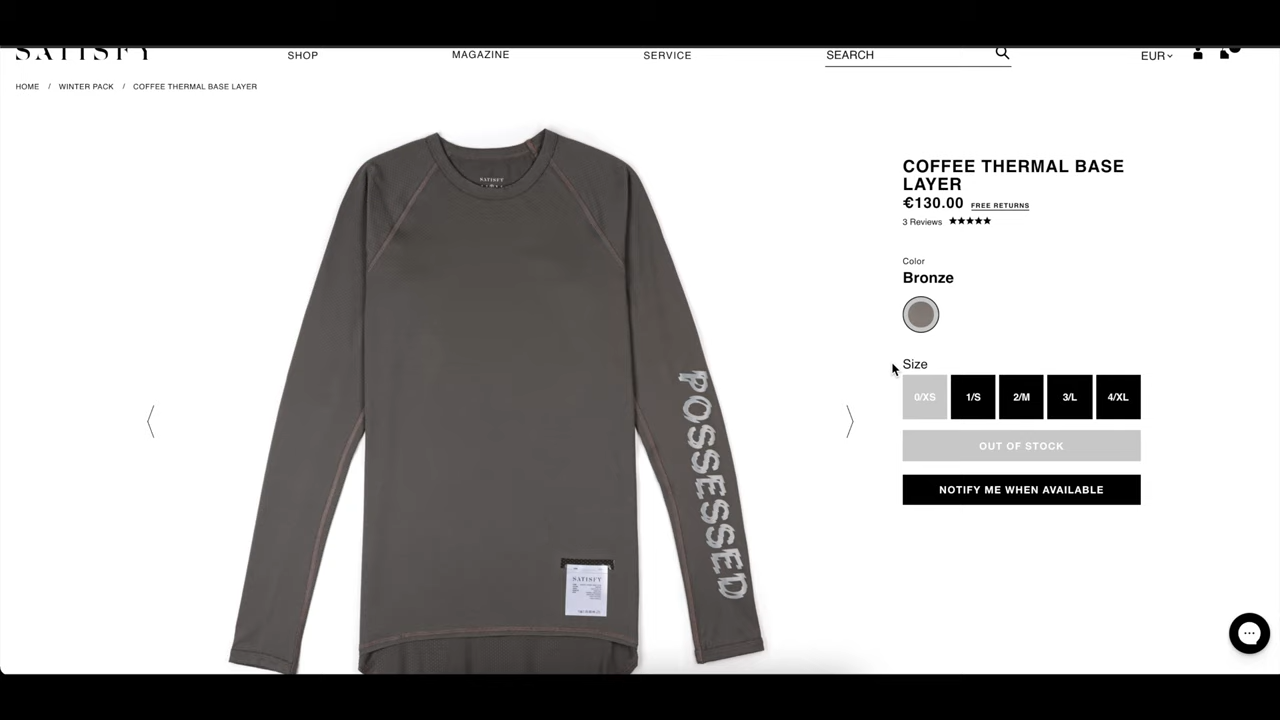 SATISFY
SHOP
MAGAZINE
SERVICE
SEARCH
EUR
HOME / WINTER PACK / COFFEE THERMAL BASE LAYER
COFFEE THERMAL BASE
LAYER
€130.00 FREE RETURNS
3 Reviews ★★★★★
Color
Bronze
Size
0/XS 1/S 2/M 3/L 4/XL
OUT OF STOCK
NOTIFY ME WHEN AVAILABLE
SATISFY
POSSESSED
SATISFY